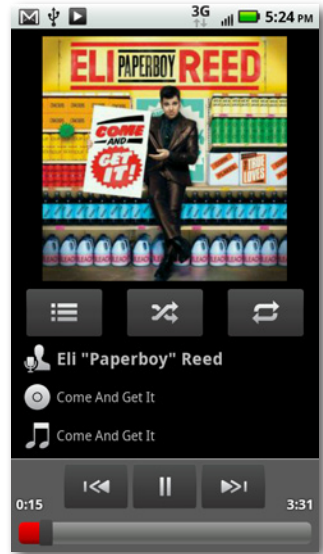 3G
5:24 PM
ELI PAPERBOY REED
COME
AND
GET
IT!
TRUE
LOVES
Eli "Paperboy" Reed
Come And Get It
Come And Get It
0:15
3:31